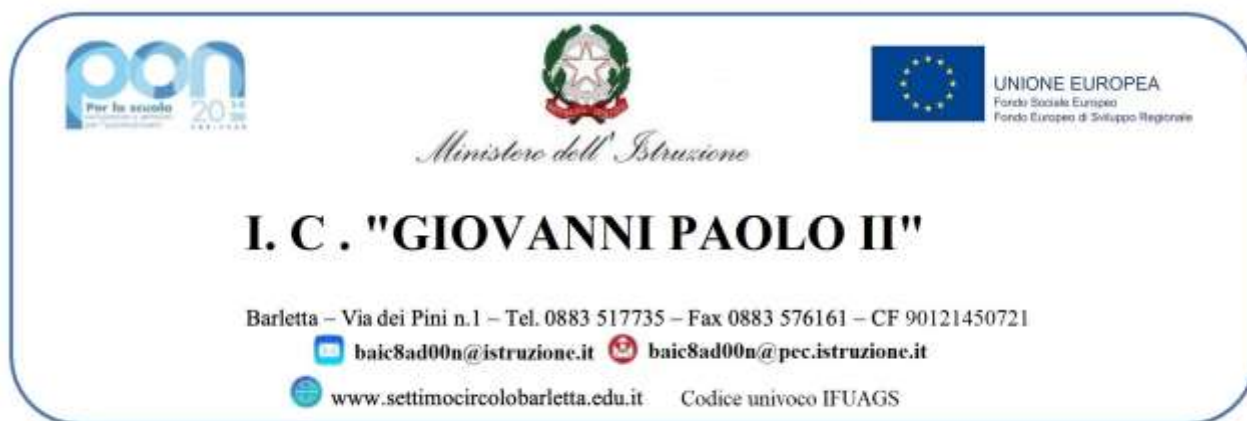 pon
Per la scuola
20
UNIONE EUROPEA
Fondo Sociale Europeo
Fondo Europeo di Sviluppo Regionale
Ministero dell' Istruzione
I. C . "GIOVANNI PAOLO II"
Barletta – Via dei Pini n.1 – Tel. 0883 517735 – Fax 0883 576161 – CF 90121450721
baic8ad00n@istruzione.it baic8ad00n@pec.istruzione.it
www.settimocircolobarletta.edu.it Codice univoco IFUAGS